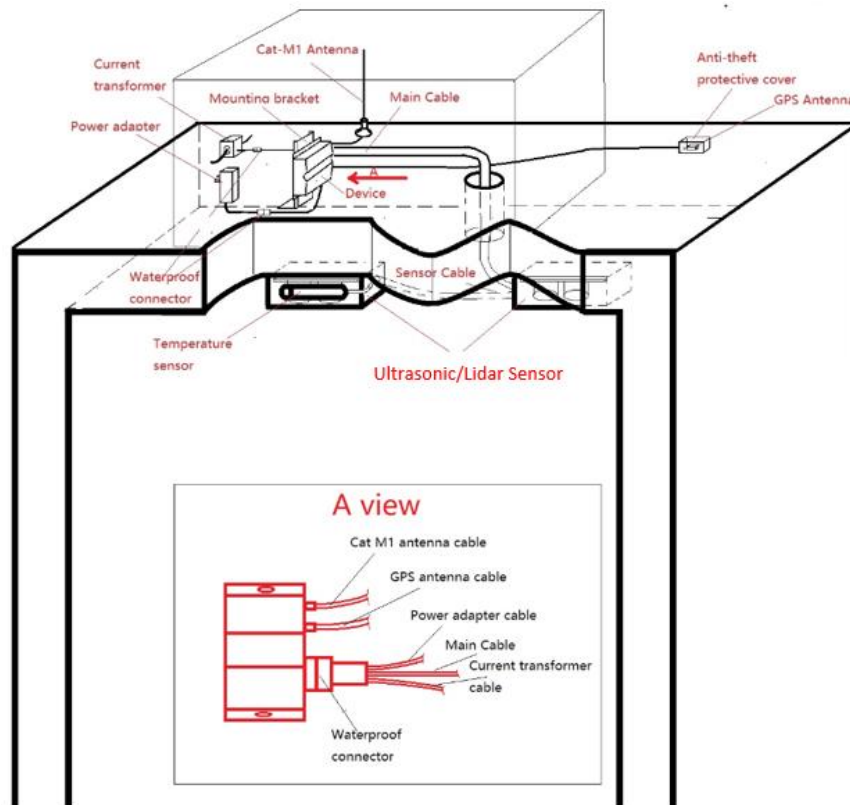 Cat-M1 Antenna
Current
transformer
Mounting bracket
Main Cable
Anti-theft
protective cover
GPS Antenna
Power adapter
A
Device
Sensor Cable
Waterproof
connector
Temperature
sensor
Ultrasonic/Lidar Sensor
A view
Cat M1 antenna cable
GPS antenna cable
Power adapter cable
Main Cable
Current transformer
cable
Waterproof
connector